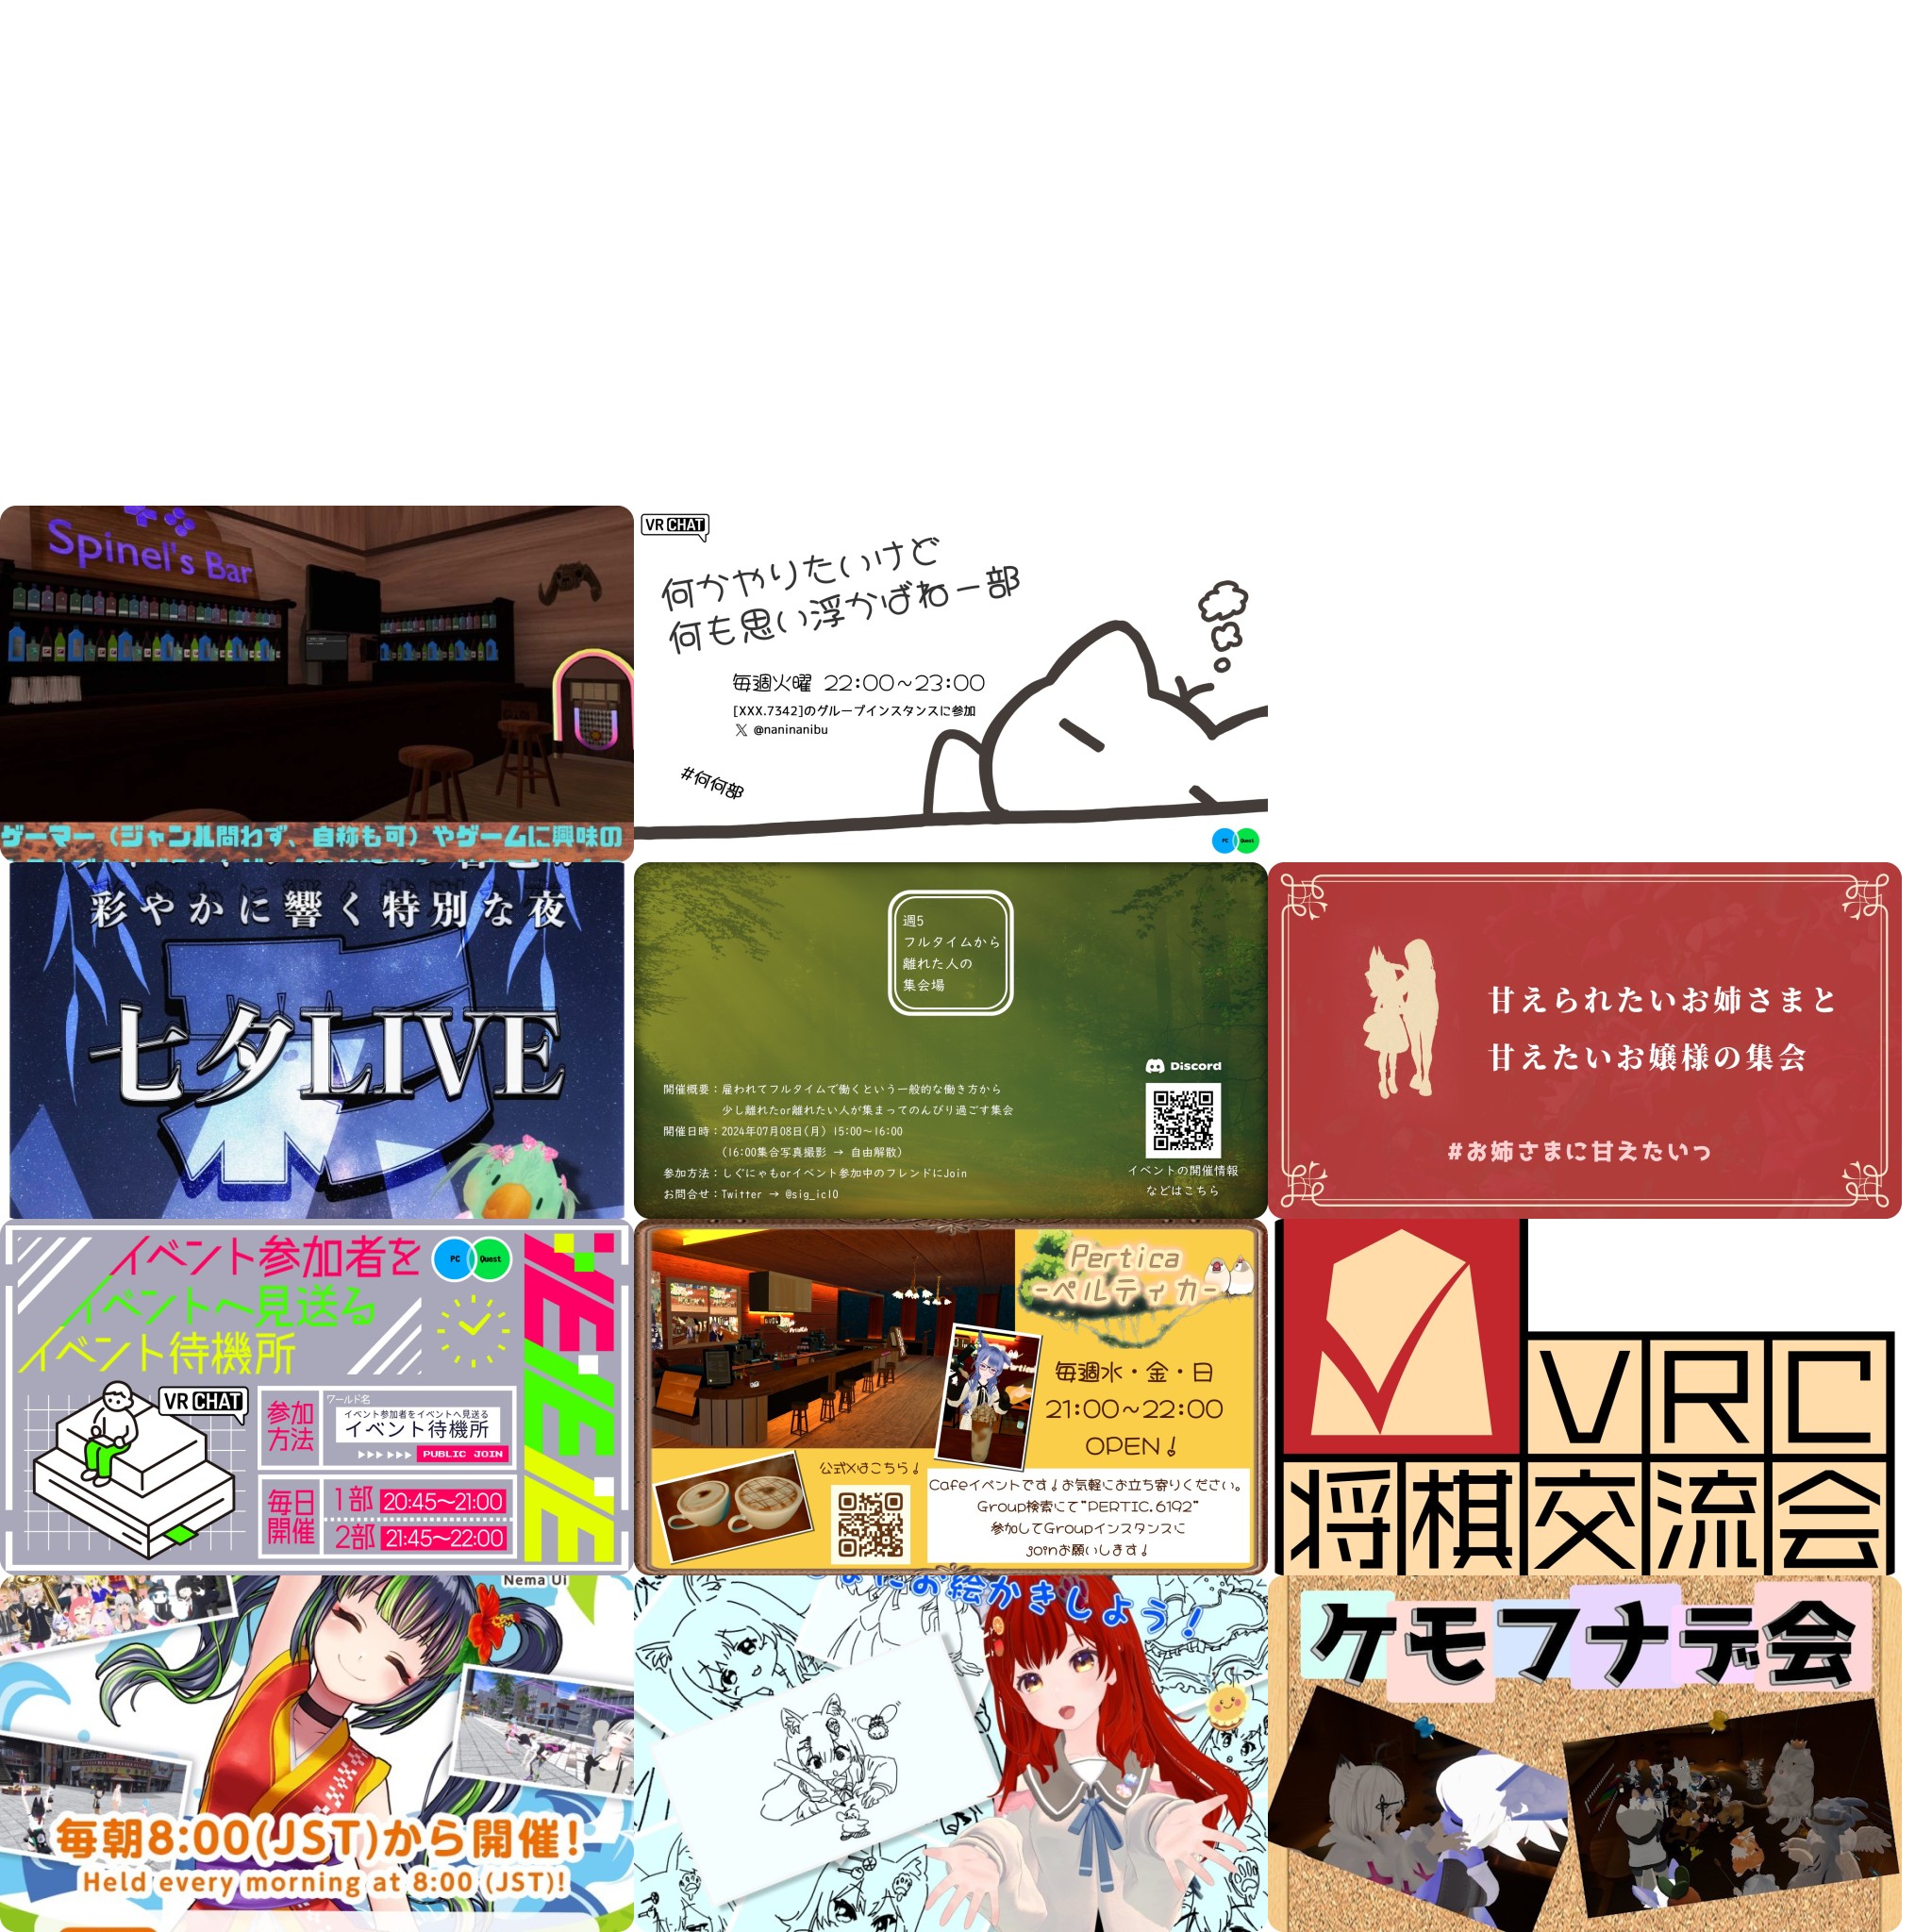 Spinel's Bar
ゲーマー（ジャンル問わず、自称も可）やゲームに興味の
VRCHAT
何かやりたいけど
何も思い浮かばねー部
毎週火曜 22:00～23:00
[XXX.7342]のグループインスタンスに参加
X @naninanibu
#何何部
PC Quest
彩やかに響く特別な夜
七夕LIVE
週5
フルタイムから
離れた人の
集会場
開催概要：雇われてフルタイムで働くという一般的な働き方から
少し離れたor離れたい人が集まってのんびり過ごす集会
開催日時：2024年07月08日(月) 15:00～16:00
(16:00集合写真撮影 → 自由解散)
参加方法：しぐにゃもorイベント参加中のフレンドにJoin
お問合せ：Twitter → @sig_icl0
Discord
イベントの開催情報
などはこちら
甘えられたいお姉さまと
甘えたいお嬢様の集会
#お姉さまに甘えたいっ
イベント参加者を
イベントへ見送る
イベント待機所
PC Quest
VRCHAT
参加方法
ワールド名
イベント参加者をイベントへ見送る
イベント待機所
PUBLIC JOIN
毎日開催
1部 20:45～21:00
2部 21:45～22:00
Pertica
-ペルティカ-
毎週水・金・日
21:00～22:00
OPEN！
公式Xはこちら！
Cafeイベントです！お気軽にお立ち寄りください。
Group検索にて"PERTIC.6192"
参加してGroupインスタンスに
joinお願いします！
VRC
将棋交流会
Nema Ui
毎朝8:00(JST)から開催！
Held every morning at 8:00 (JST)!
お絵かきしよう！
ケモフナデ会